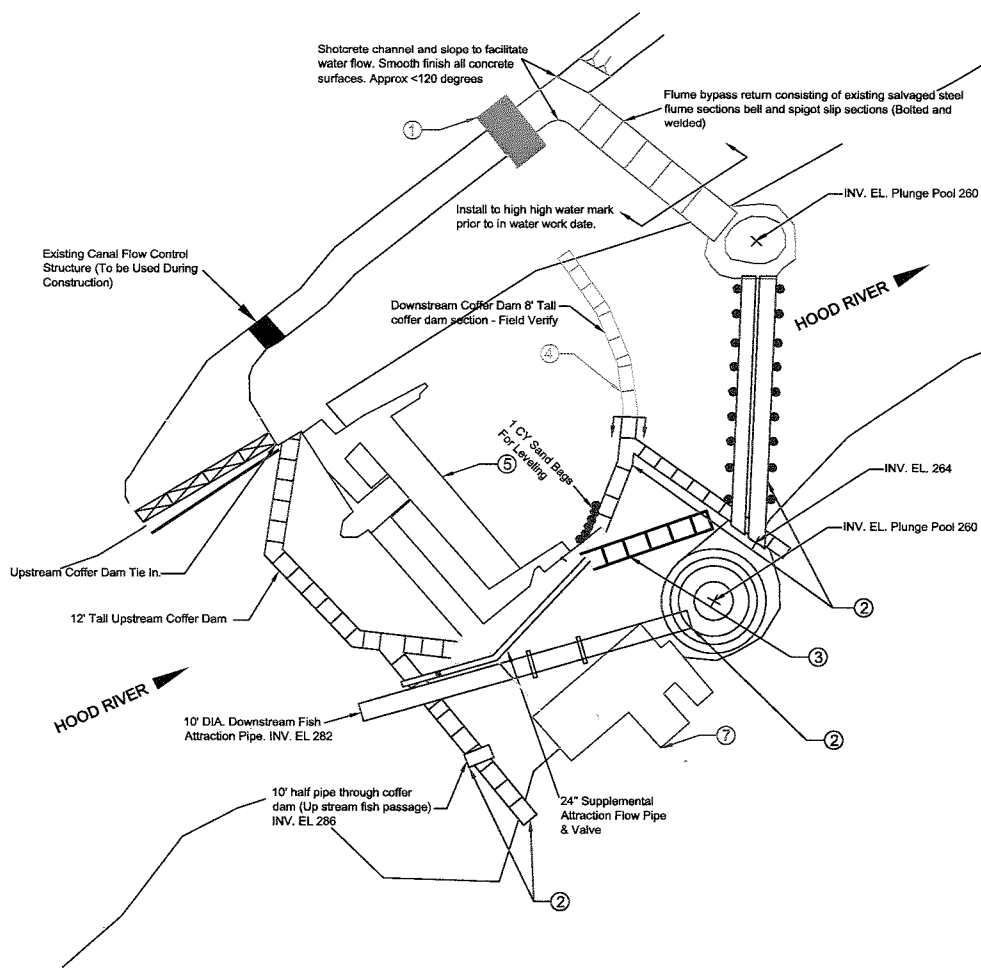 Shotcrete channel and slope to facilitate
water flow. Smooth finish all concrete
surfaces. Approx <120 degrees
Flume bypass return consisting of existing salvaged steel
flume sections bell and spigot slip sections (Bolted and
welded)
1
INV. EL. Plunge Pool 260
Install to high high water mark
prior to in water work date.
Existing Canal Flow Control
Structure (To be Used During
Construction)
HOOD RIVER
Downstream Coffer Dam 8' Tall
coffer dam section - Field Verify
4
1 CY Sand Bags
For Leveling
5
INV. EL. 264
INV. EL. Plunge Pool 260
Upstream Coffer Dam Tie In.
12' Tall Upstream Coffer Dam
2
3
HOOD RIVER
10' DIA. Downstream Fish
Attraction Pipe. INV. EL 282
7
2
10' half pipe through coffer
dam (Up stream fish passage)
INV. EL 286
24" Supplemental
Attraction Flow Pipe
& Valve
2